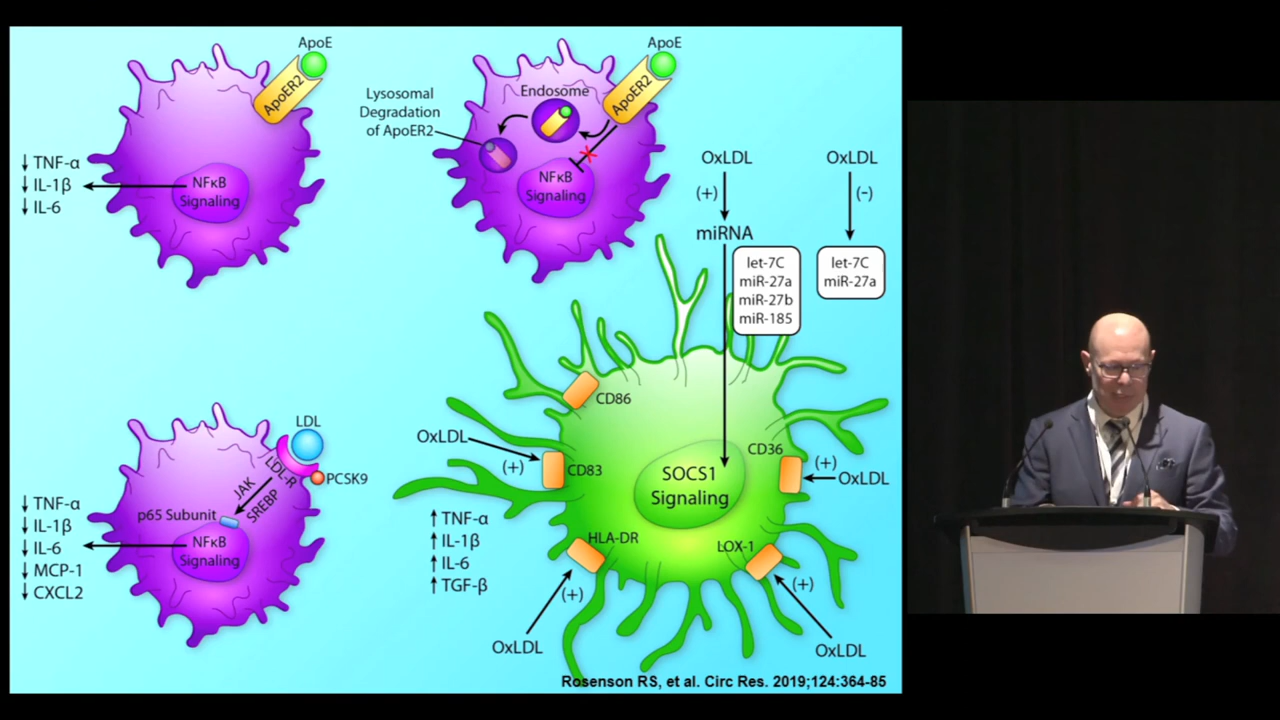 ApoE
ApoER2
↓ TNF-α
↓ IL-1β
↓ IL-6
NFκB
Signaling
ApoE
ApoER2
Endosome
Lysosomal
Degradation
of ApoER2
NFκB
Signaling
OxLDL
(+)
miRNA
let-7C
miR-27a
miR-27b
miR-185
OxLDL
(-)
let-7C
miR-27a
LDL
LDL-R
PCSK9
JAK
SREBP
p65 Subunit
NFκB
Signaling
↓ TNF-α
↓ IL-1β
↓ IL-6
↓ MCP-1
↓ CXCL2
CD86
OxLDL
(+)
CD83
CD36
(+)
OxLDL
SOCS1
Signaling
↑ TNF-α
↑ IL-1β
↑ IL-6
↑ TGF-β
HLA-DR
(+)
OxLDL
LOX-1
(+)
OxLDL
Rosenson RS, et al. Circ Res. 2019;124:364-85